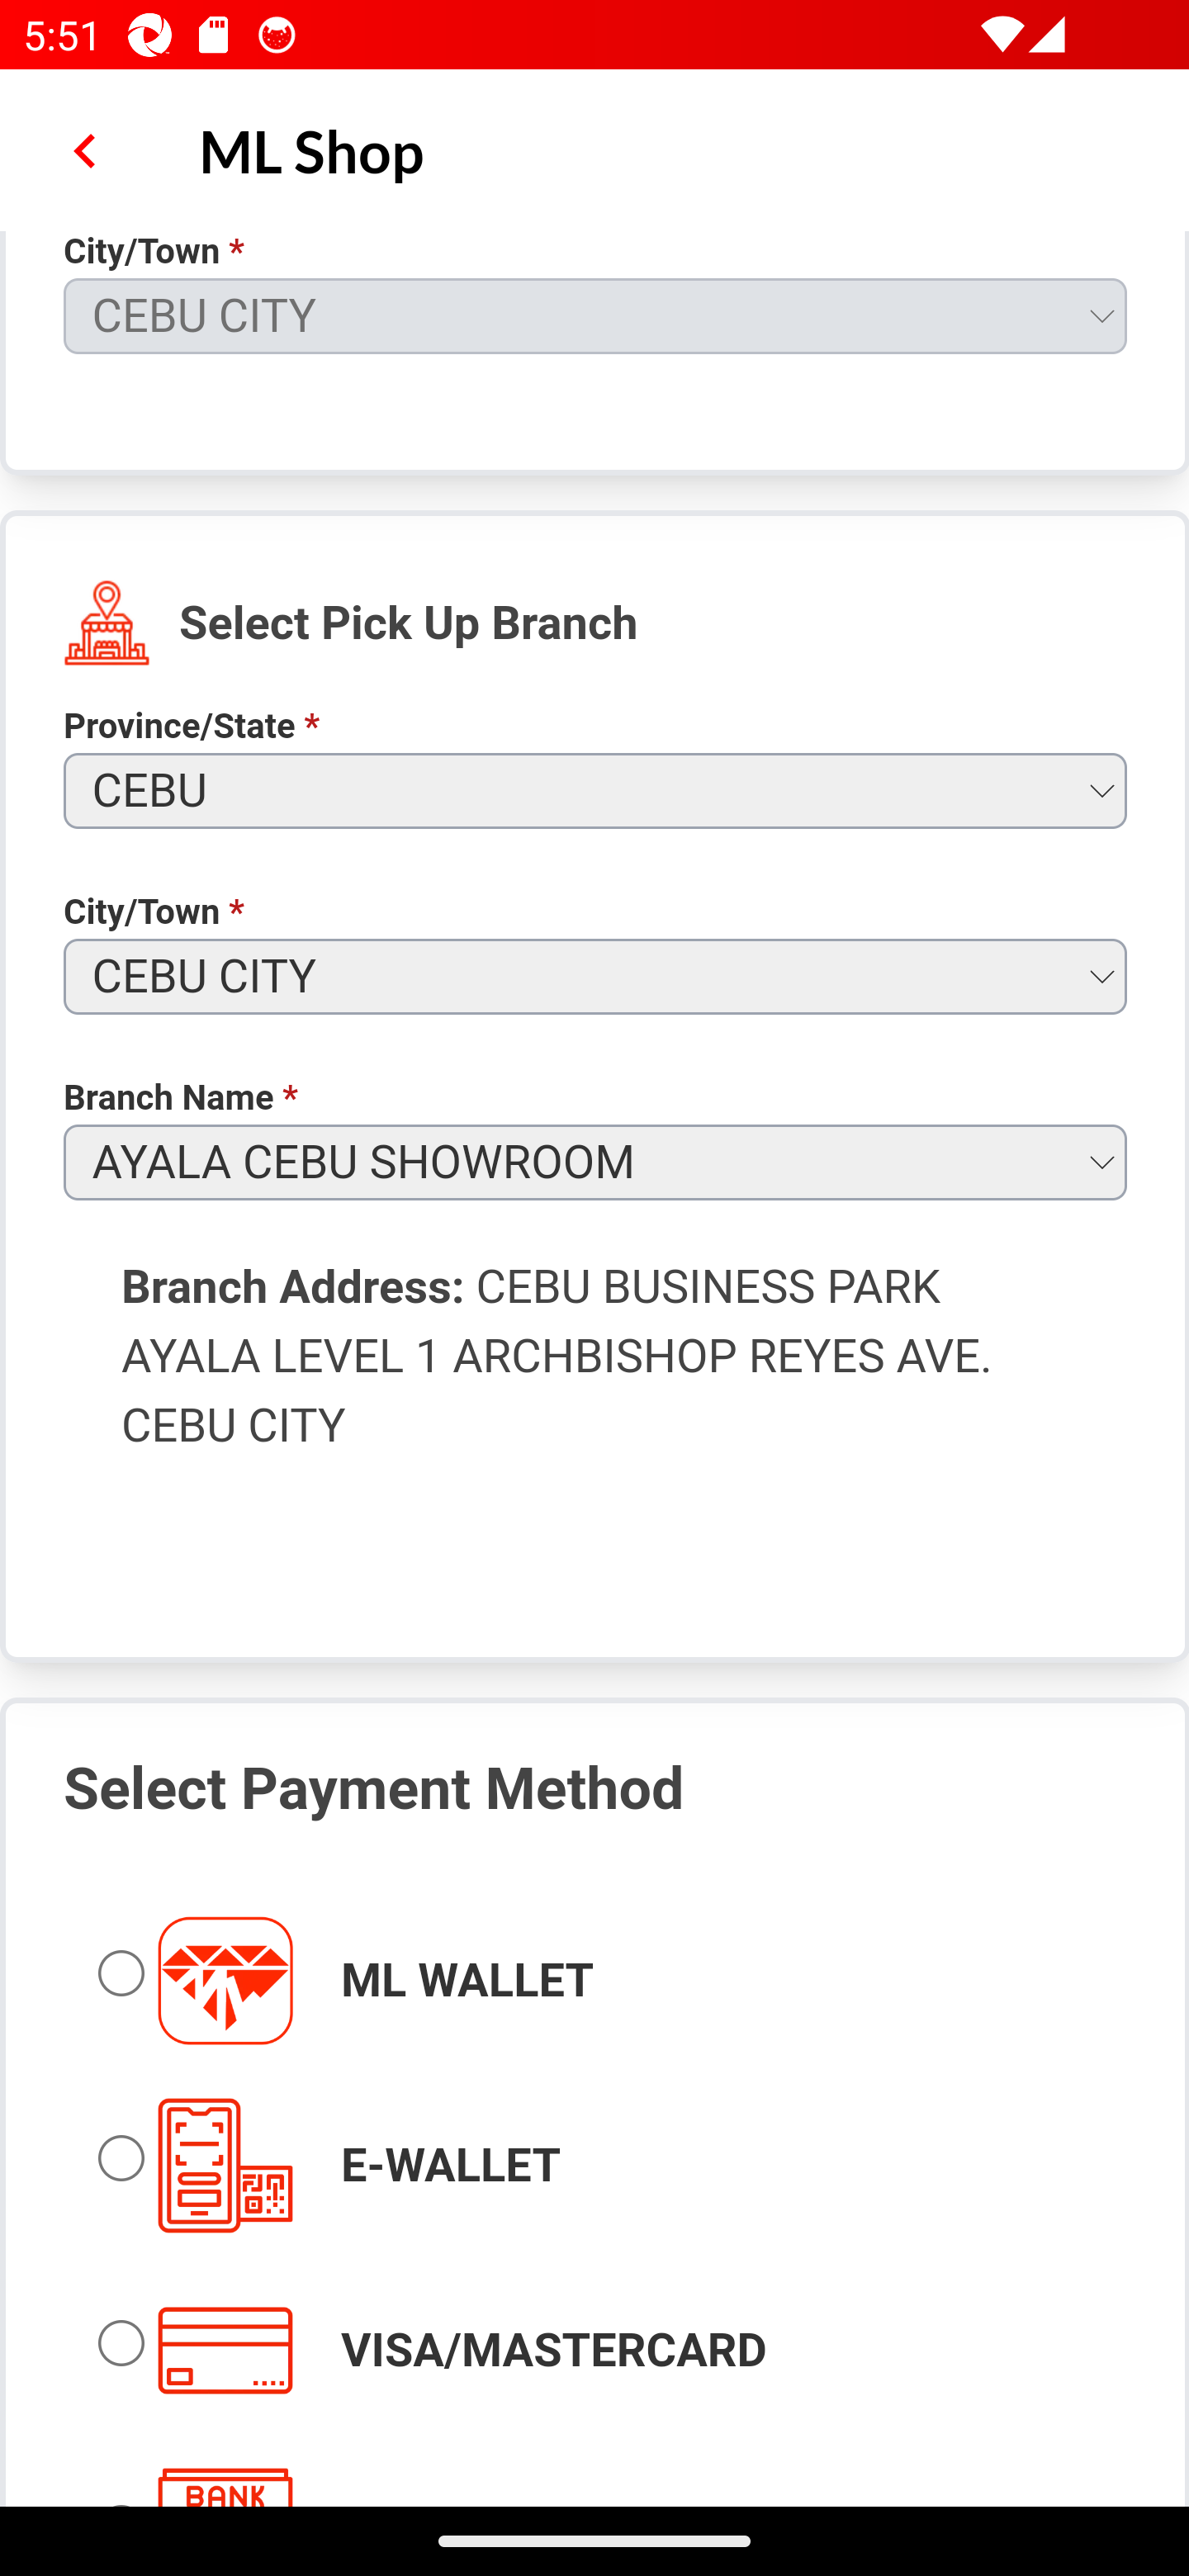 5:51
ML Shop
City/Town *
CEBU CITY
Select Pick Up Branch
Province/State *
CEBU
City/Town *
CEBU CITY
Branch Name *
AYALA CEBU SHOWROOM
Branch Address: CEBU BUSINESS PARK
AYALA LEVEL 1 ARCHBISHOP REYES AVE.
CEBU CITY
Select Payment Method
ML WALLET
E-WALLET
VISA/MASTERCARD
BANK